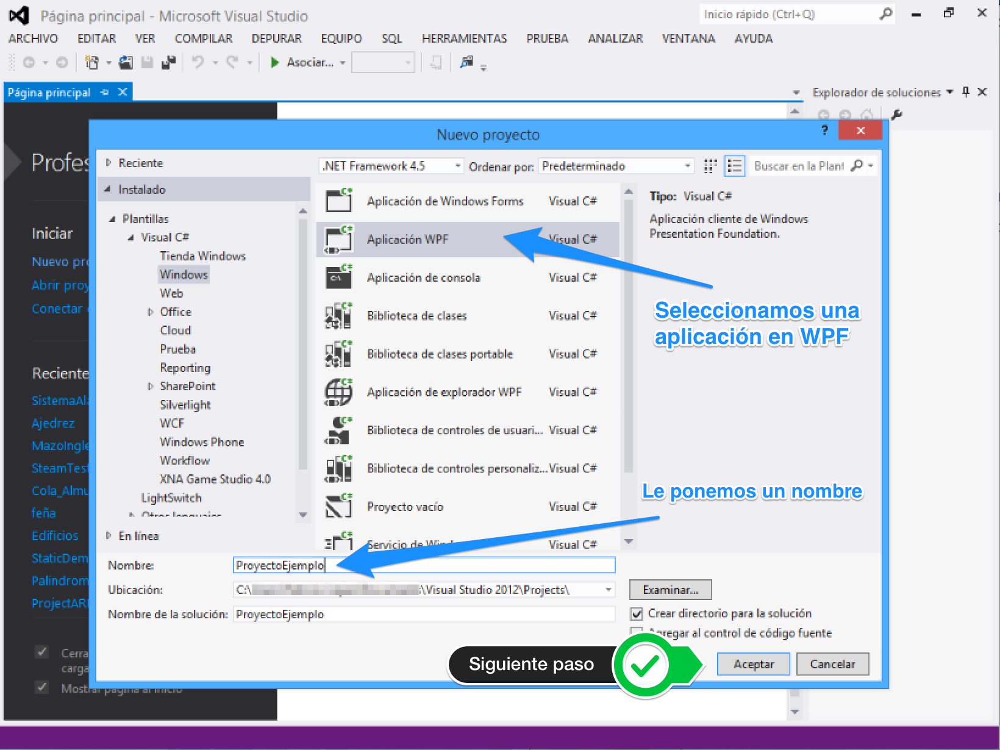 Página principal - Microsoft Visual Studio
Inicio rápido (Ctrl+Q)
ARCHIVO EDITAR VER COMPILAR DEPURAR EQUIPO SQL HERRAMIENTAS PRUEBA ANALIZAR VENTANA AYUDA
Asociar...
Página principal
Explorador de soluciones
Nuevo proyecto
?
Profes
Iniciar
Nuevo pro
Abrir proy
Conectar
Reciente
SistemaAla
Ajedrez
MazoIngle
SteamTest
Cola_Almu
feña
Edificios
StaticDem
Palindrom
ProjectARI
Cerra
carga
Mostrar página al inicio
Reciente
Instalado
Plantillas
Visual C#
Tienda Windows
Windows
Web
Office
Cloud
Prueba
Reporting
SharePoint
Silverlight
WCF
Windows Phone
Workflow
XNA Game Studio 4.0
LightSwitch
Otros lenguajes
En línea
.NET Framework 4.5
Ordenar por: Predeterminado
Buscar en la Plant
Aplicación de Windows Forms Visual C#
Aplicación WPF Visual C#
Aplicación de consola Visual C#
Biblioteca de clases Visual C#
Biblioteca de clases portable Visual C#
Aplicación de explorador WPF Visual C#
Biblioteca de controles de usuari... Visual C#
Biblioteca de controles personaliz... Visual C#
Proyecto vacío Visual C#
Servicio de Wind Visual C#
Tipo: Visual C#
Aplicación cliente de Windows
Presentation Foundation.
Seleccionamos una
aplicación en WPF
Le ponemos un nombre
Nombre: ProyectoEjemplo
Ubicación: C:\ \Visual Studio 2012\Projects\
Examinar...
Nombre de la solución: ProyectoEjemplo
Crear directorio para la solución
Agregar al control de código fuente
Siguiente paso
Aceptar
Cancelar